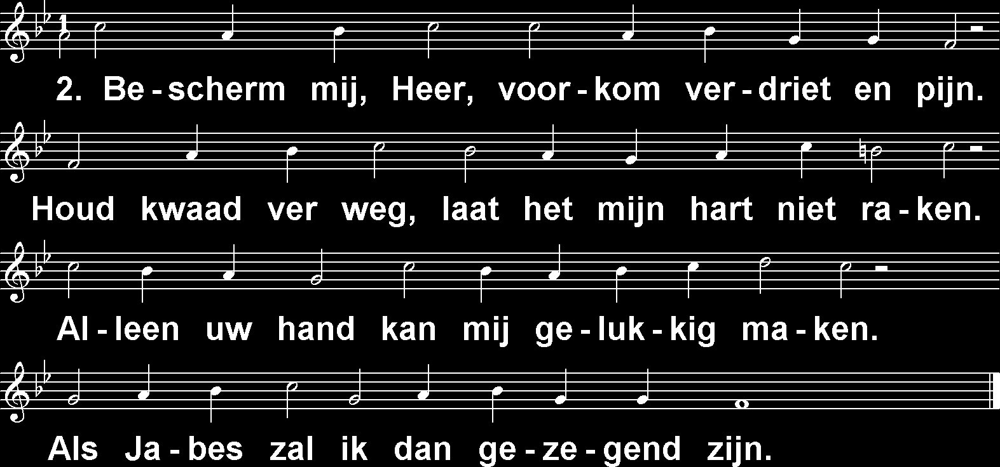 1
2. Be-scherm mij, Heer, voor-kom ver-driet en pijn.
Houd kwaad ver weg, laat het mijn hart niet ra-ken.
Al-leen uw hand kan mij ge-luk-kig ma-ken.
Als Ja-bes zal ik dan ge-ze-gend zijn.